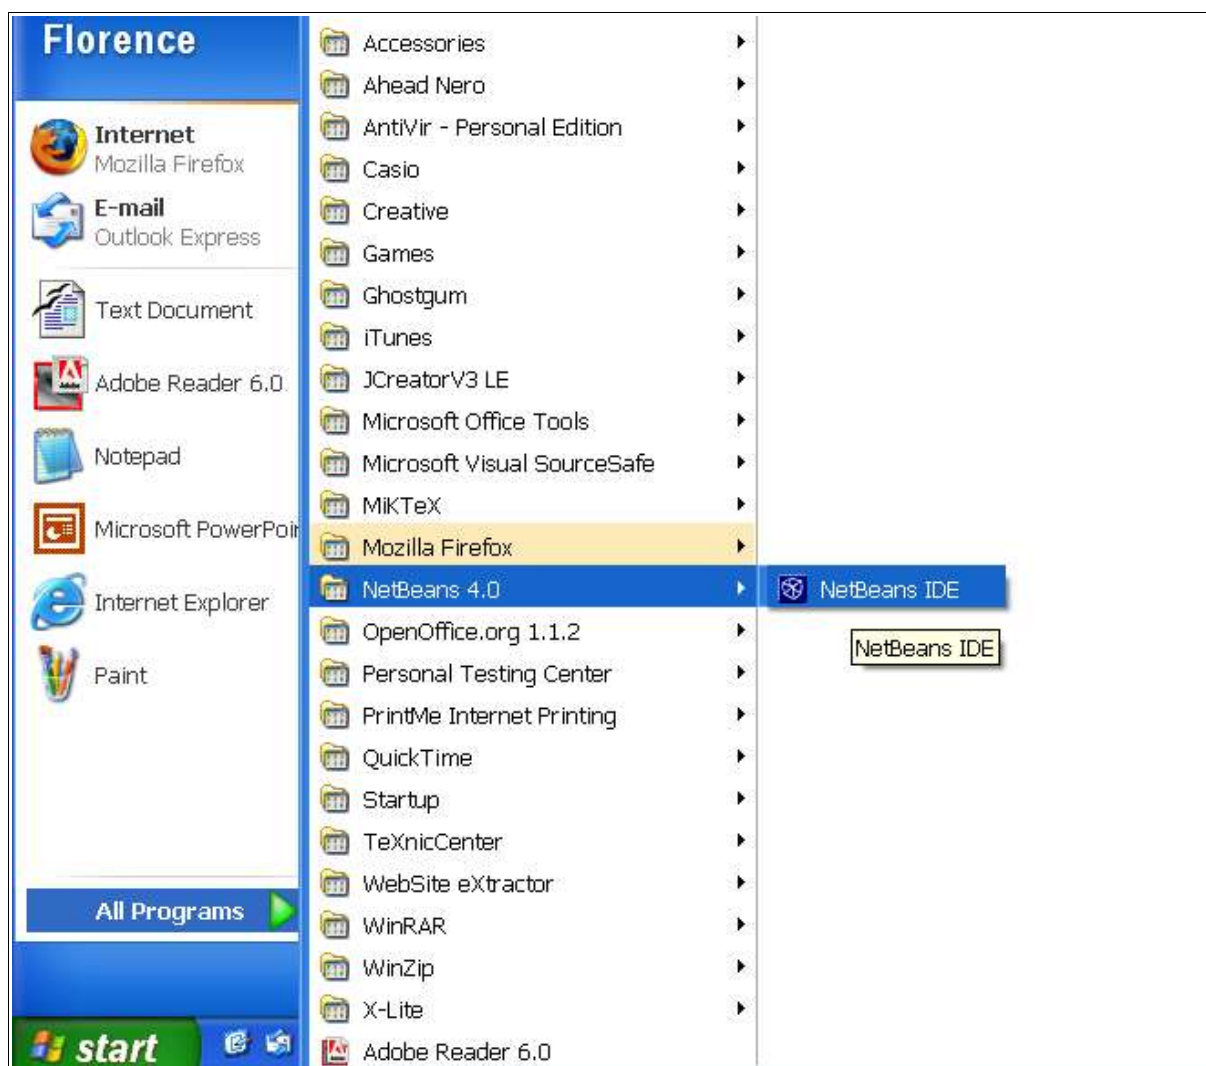 Florence
Internet
Mozilla Firefox
E-mail
Outlook Express
Text Document
Adobe Reader 6.0
Notepad
Microsoft PowerPoin
Internet Explorer
Paint
All Programs
start
Accessories
Ahead Nero
AntiVir - Personal Edition
Casio
Creative
Games
Ghostgum
iTunes
JCreatorV3 LE
Microsoft Office Tools
Microsoft Visual SourceSafe
MiKTeX
Mozilla Firefox
NetBeans 4.0
OpenOffice.org 1.1.2
Personal Testing Center
PrintMe Internet Printing
QuickTime
Startup
TeXnicCenter
WebSite eXtractor
WinRAR
WinZip
X-Lite
Adobe Reader 6.0
NetBeans IDE
NetBeans IDE